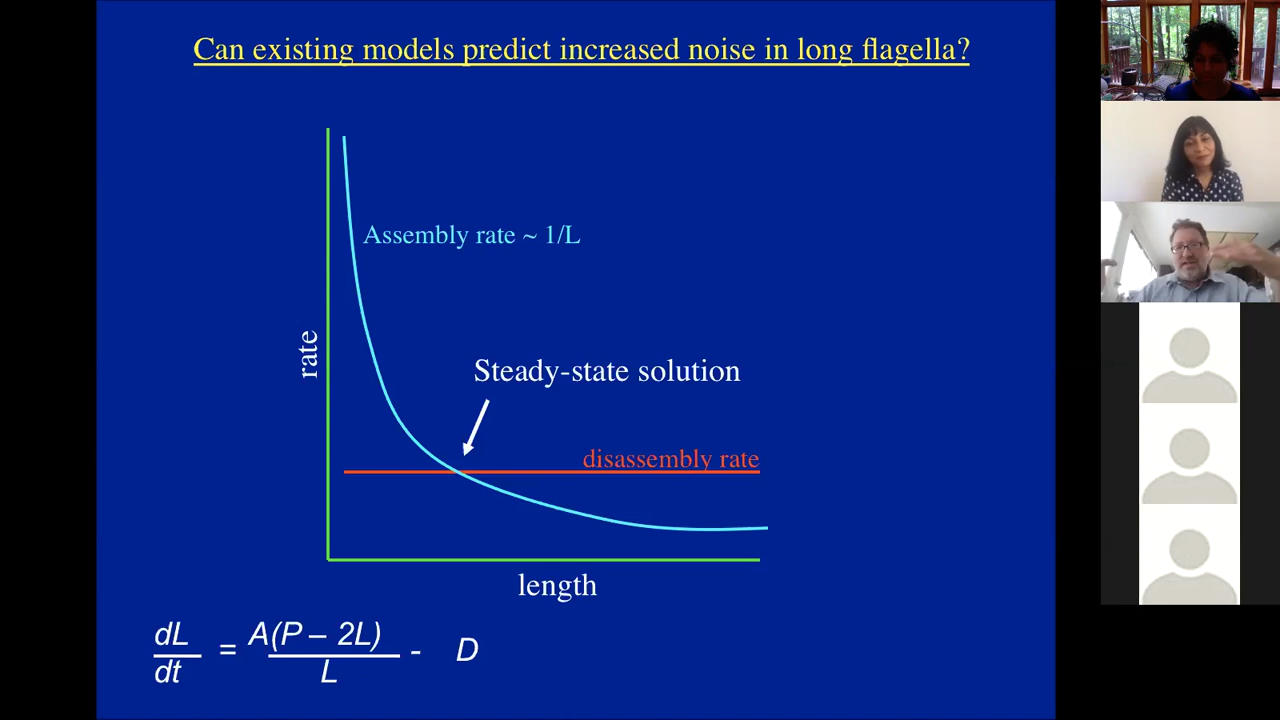 Can existing models predict increased noise in long flagella?
Assembly rate ~ 1/L
rate
Steady-state solution
disassembly rate
length
dL/dt = A(P – 2L)/L - D